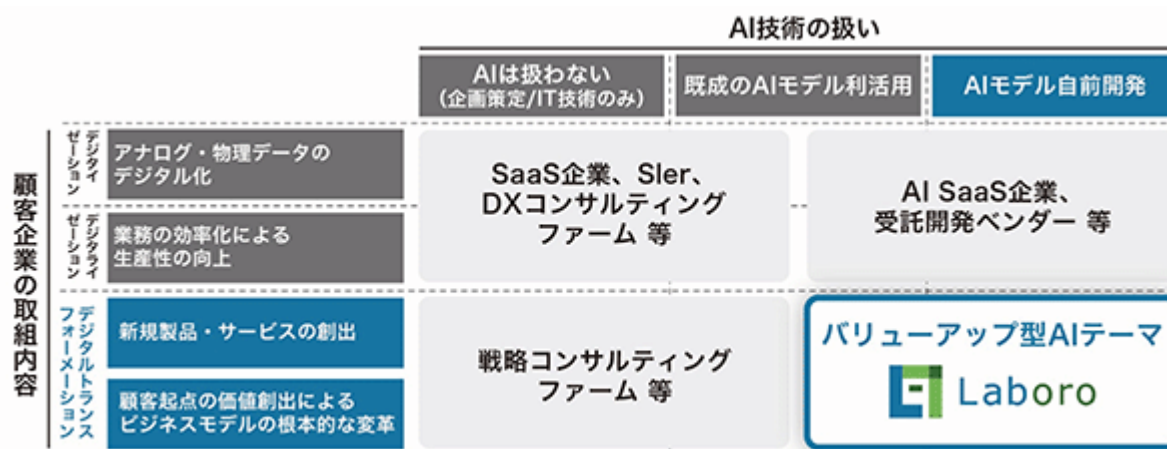 AI技術の扱い
AIは扱わない
(企画策定/IT技術のみ)
既成のAIモデル利活用
AIモデル自前開発
顧客企業の取組内容
デジタイ
ゼーション
アナログ・物理データの
デジタル化
SaaS企業、SIer、
DXコンサルティング
ファーム 等
AI SaaS企業、
受託開発ベンダー 等
デジタライ
ゼーション
業務の効率化による
生産性の向上
デジタルトランス
フォーメーション
新規製品・サービスの創出
顧客起点の価値創出による
ビジネスモデルの根本的な変革
戦略コンサルティング
ファーム 等
バリューアップ型AIテーマ
Laboro